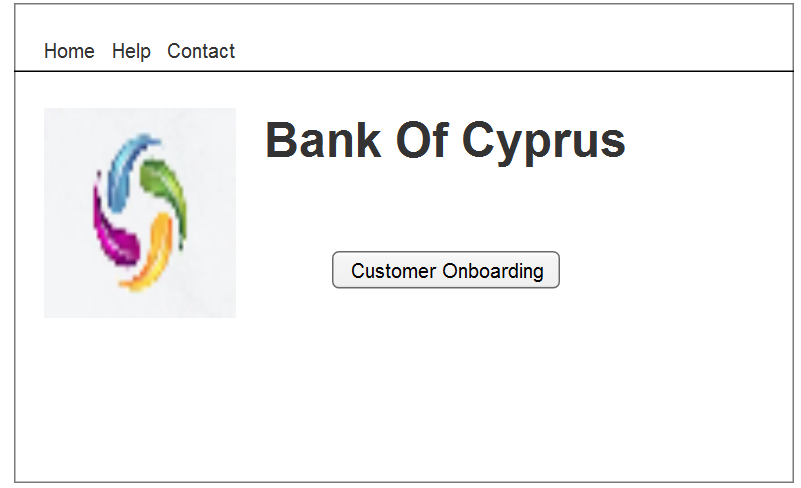 Home Help Contact
Bank Of Cyprus
Customer Onboarding